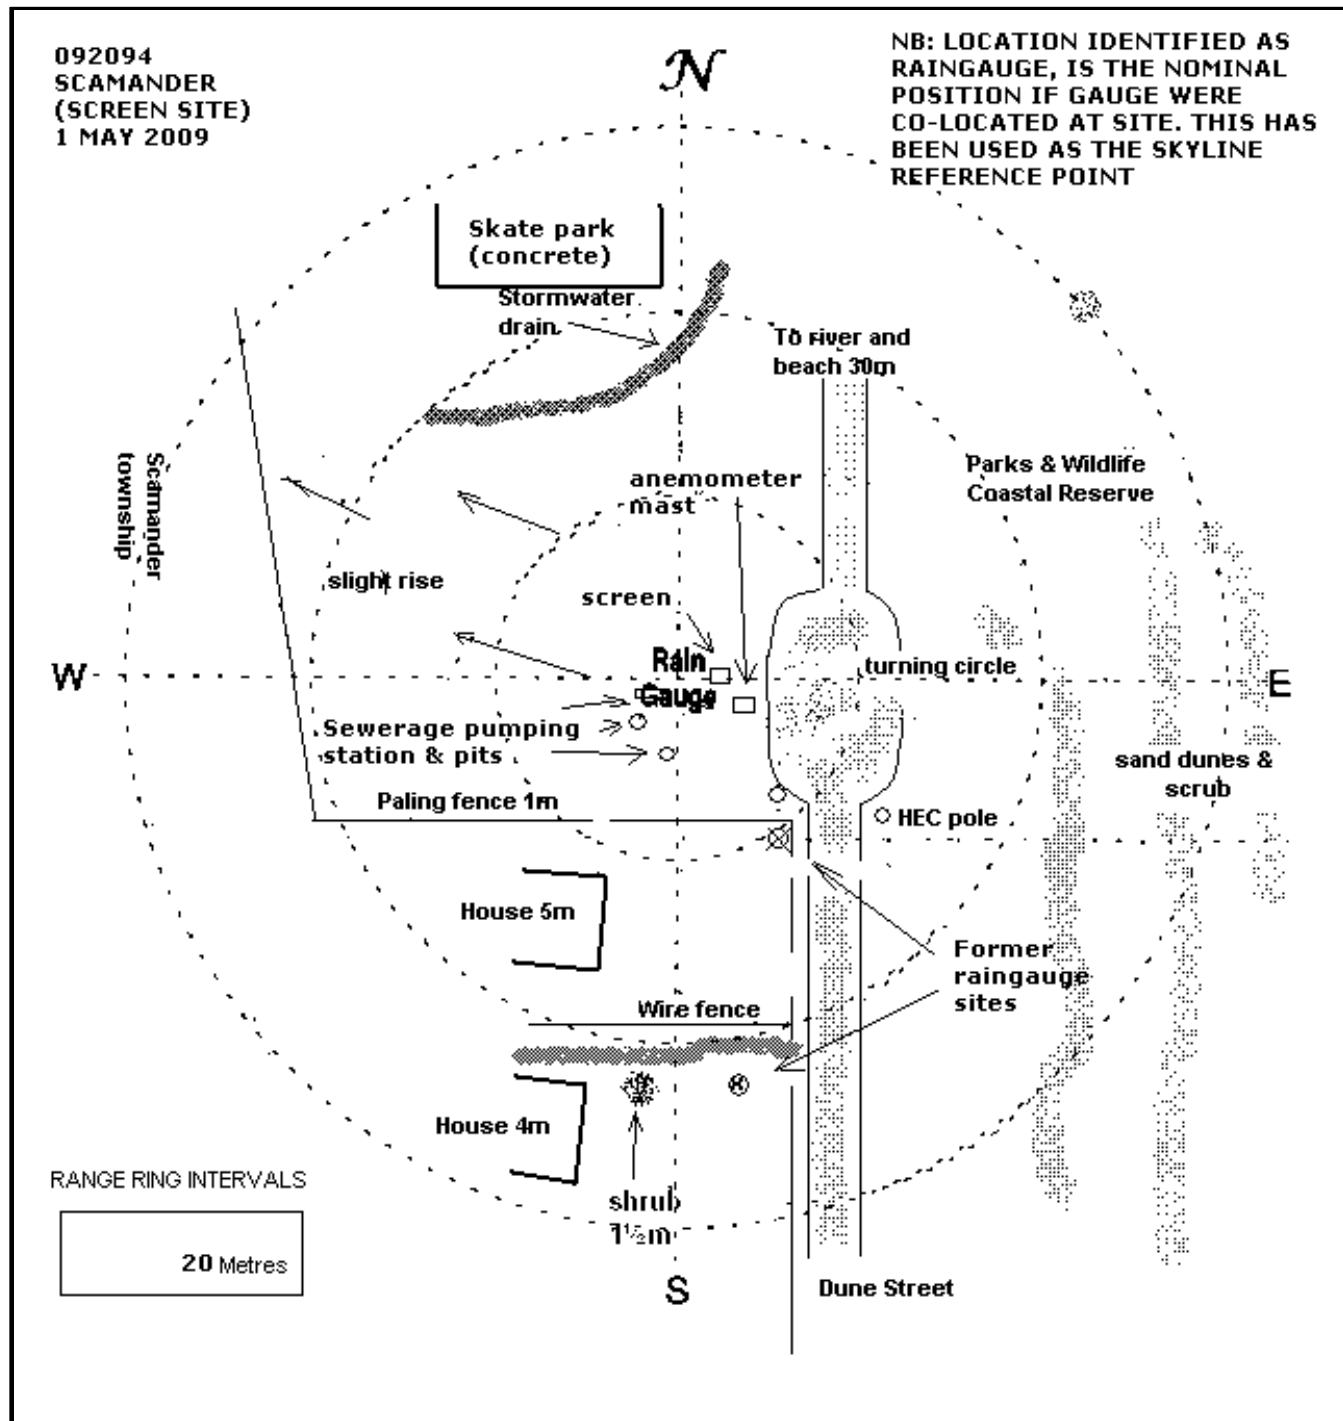 092094
SCAMANDER
(SCREEN SITE)
1 MAY 2009
N
NB: LOCATION IDENTIFIED AS
RAINGAUGE, IS THE NOMINAL
POSITION IF GAUGE WERE
CO-LOCATED AT SITE. THIS HAS
BEEN USED AS THE SKYLINE
REFERENCE POINT
Skate park
(concrete)
Stormwater
drain
To river and
beach 30m
Scamander
township
Parks & Wildlife
Coastal Reserve
anemometer
mast
slight rise
screen
Rain
Gauge
W
turning circle
E
Sewerage pumping
station & pits
sand dunes &
scrub
Paling fence 1m
HEC pole
House 5m
Former
raingauge
sites
Wire fence
House 4m
shrub
1½m
RANGE RING INTERVALS
20 Metres
S
Dune Street